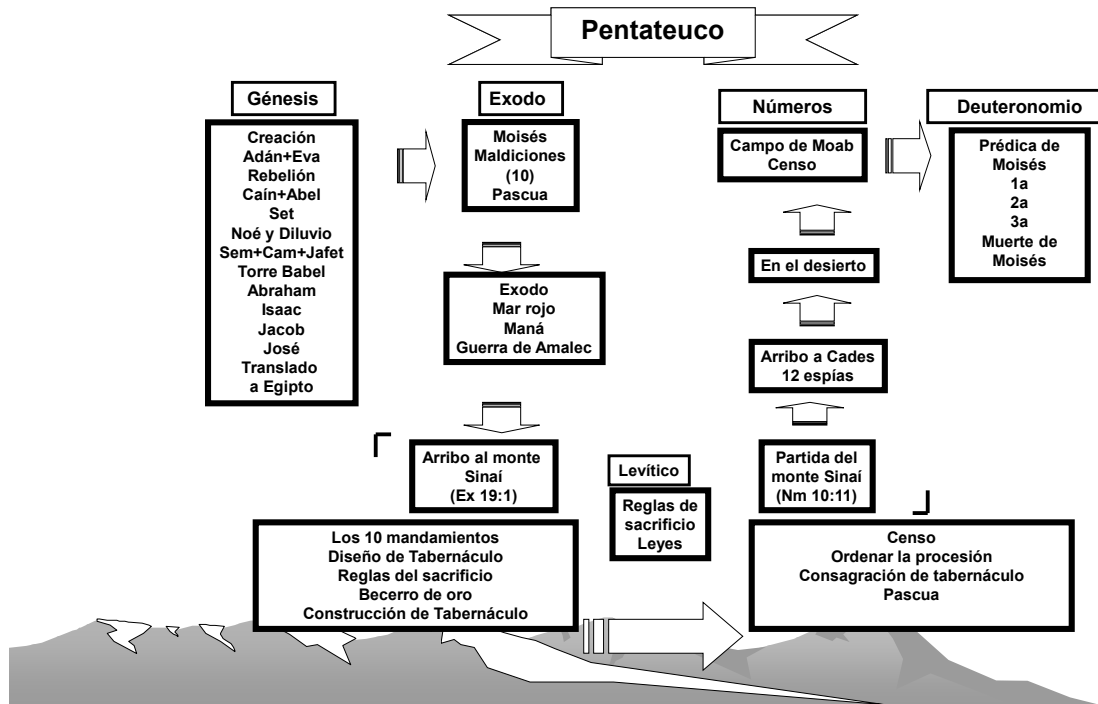 Pentateuco
Génesis
Creación
Adán+Eva
Rebelión
Caín+Abel
Set
Noé y Diluvio
Sem+Cam+Jafet
Torre Babel
Abraham
Isaac
Jacob
José
Translado
a Egipto
Exodo
Moisés
Maldiciones
(10)
Pascua
Exodo
Mar rojo
Maná
Guerra de Amalec
Arribo al monte
Sinaí
(Ex 19:1)
Los 10 mandamientos
Diseño de Tabernáculo
Reglas del sacrificio
Becerro de oro
Construcción de Tabernáculo
Levítico
Reglas de
sacrificio
Leyes
Censo
Ordenar la procesión
Consagración de tabernáculo
Pascua
Partida del
monte Sinaí
(Nm 10:11)
Arribo a Cades
12 espías
En el desierto
Números
Campo de Moab
Censo
Deuteronomio
Prédica de
Moisés
1a
2a
3a
Muerte de
Moisés